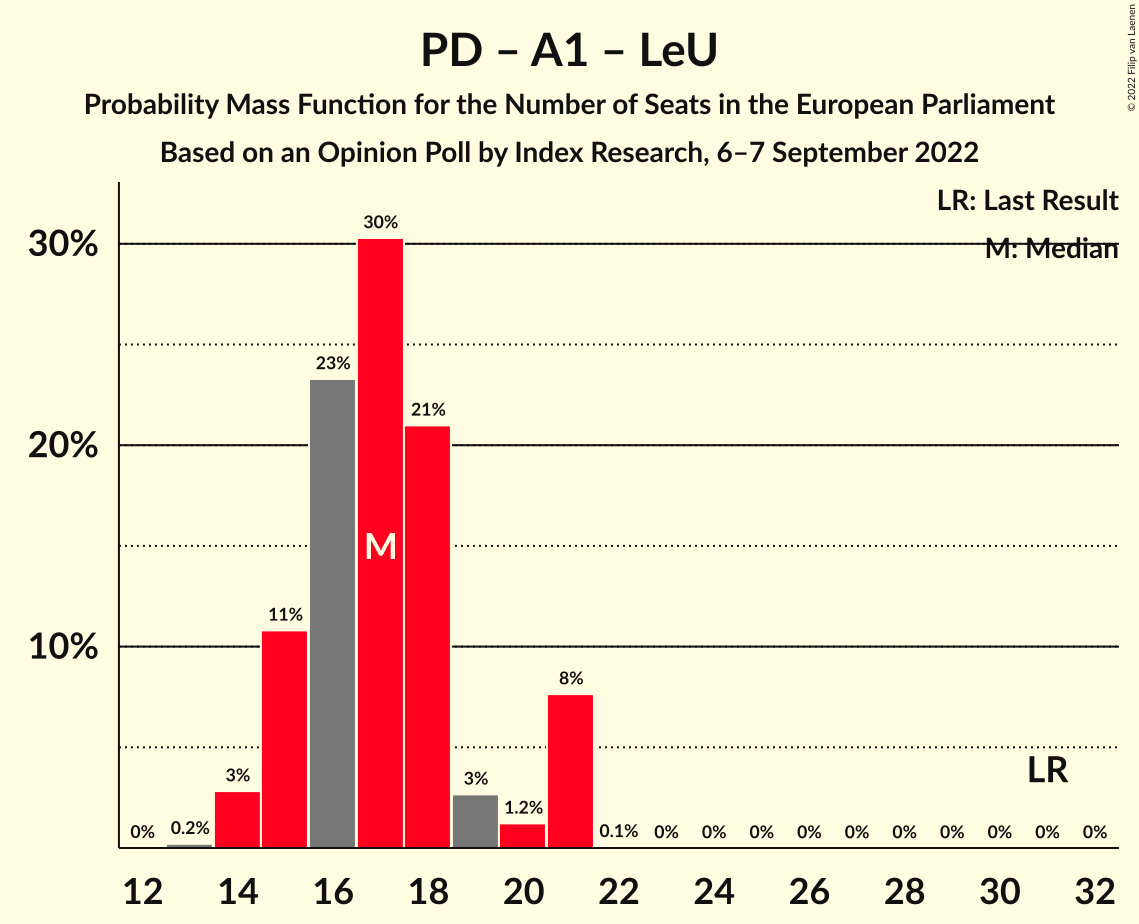 PD – A1 – LeU
Probability Mass Function for the Number of Seats in the European Parliament
Based on an Opinion Poll by Index Research, 6–7 September 2022
© 2022 Filip van Laenen
LR: Last Result
M: Median
30%
20%
10%
0%
0.2%
3%
11%
23%
30%
21%
3%
1.2%
8%
0.1%
0%
0%
0%
0%
0%
0%
0%
0%
0%
0%
M
LR
12 14 16 18 20 22 24 26 28 30 32